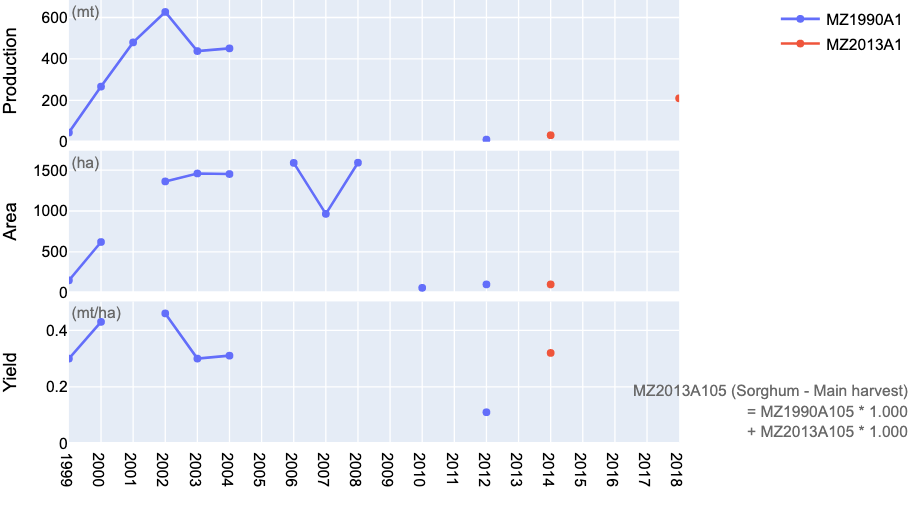 Production
(mt)
600
400
200
0
MZ1990A1
MZ2013A1
Area
(ha)
1500
1000
500
0
Yield
(mt/ha)
0.4
0.2
0
MZ2013A105 (Sorghum - Main harvest)
= MZ1990A105 * 1.000
+ MZ2013A105 * 1.000
1999 2000 2001 2002 2003 2004 2005 2006 2007 2008 2009 2010 2011 2012 2013 2014 2015 2016 2017 2018